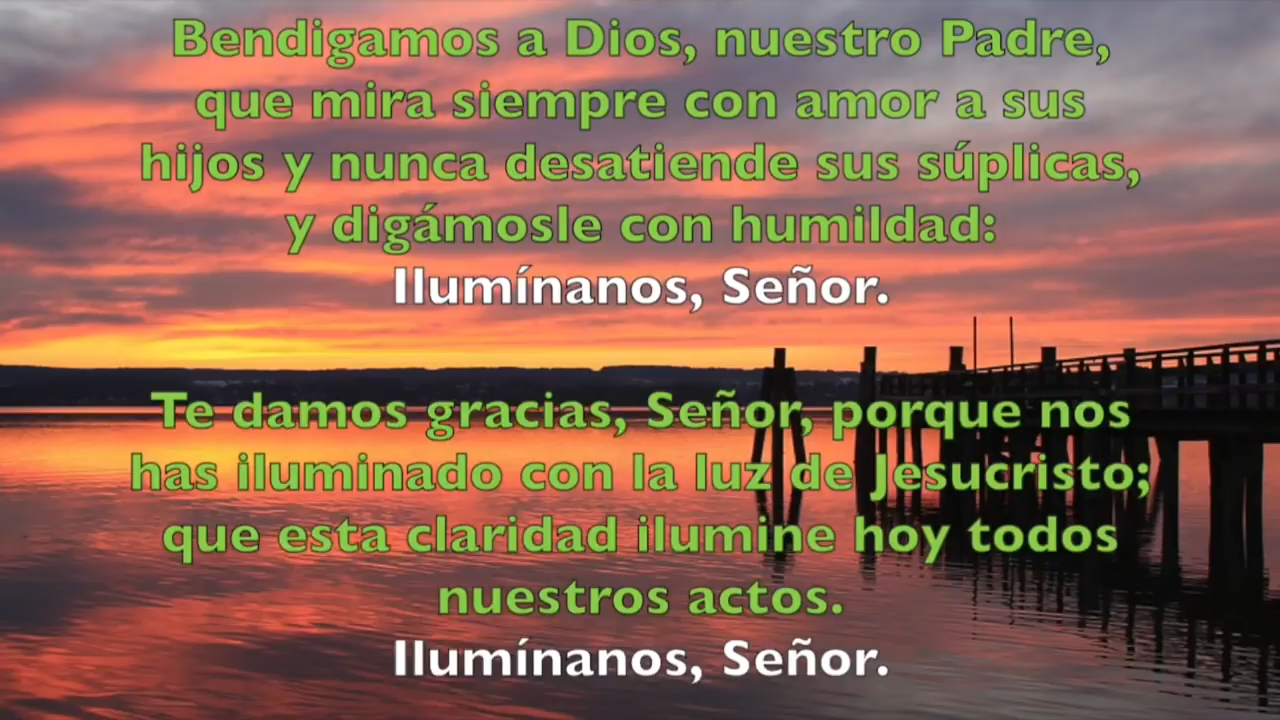 Bendigamos a Dios, nuestro Padre,
que mira siempre con amor a sus
hijos y nunca desatiende sus súplicas,
y digámosle con humildad:
Ilumínanos, Señor.
Te damos gracias, Señor, porque nos
has iluminado con la luz de Jesucristo;
que esta claridad ilumine hoy todos
nuestros actos.
Ilumínanos, Señor.